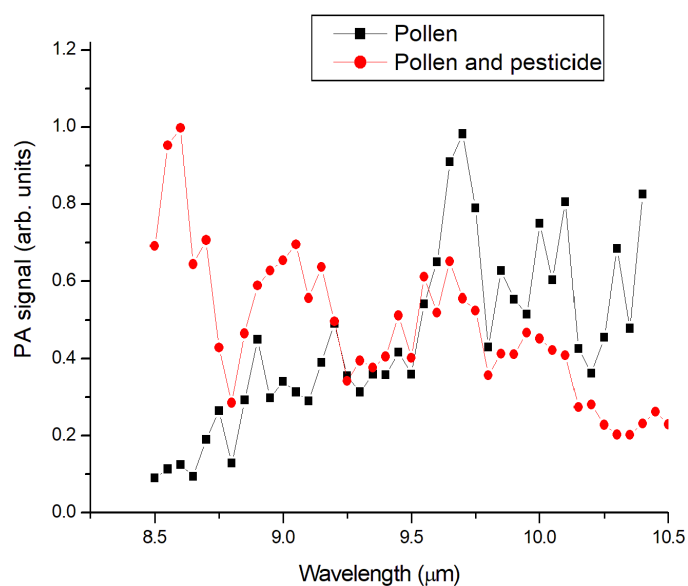 Pollen
Pollen and pesticide
1.2
1.0
0.8
0.6
0.4
0.2
0.0
PA signal (arb. units)
8.5 9.0 9.5 10.0 10.5
Wavelength (μm)